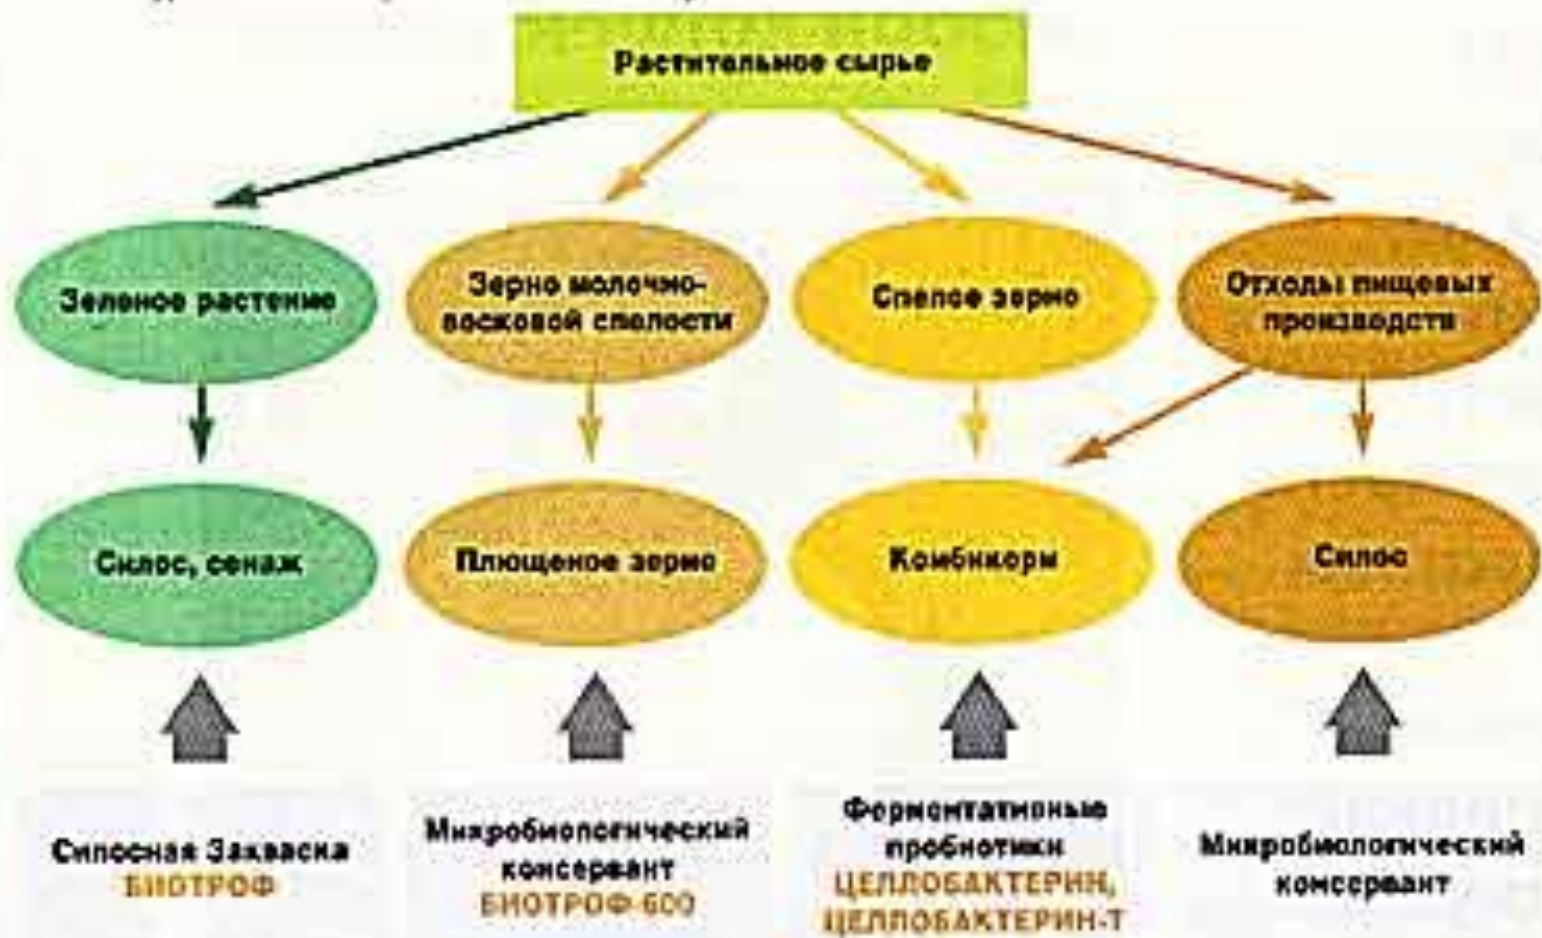 Растительное сырье
Зеленое растение
Зерно молочно-
восковой спелости
Спелое зерно
Отходы пищевых
производств
Силос, сенаж
Плющеное зерно
Комбикорм
Силос
Силосная Закваска
БИОТРОФ
Микробиологический
консервант
БИОТРОФ-600
Ферментативные
пробиотики
ЦЕЛЛОБАКТЕРИН,
ЦЕЛЛОБАКТЕРИН-Т
Микробиологический
консервант